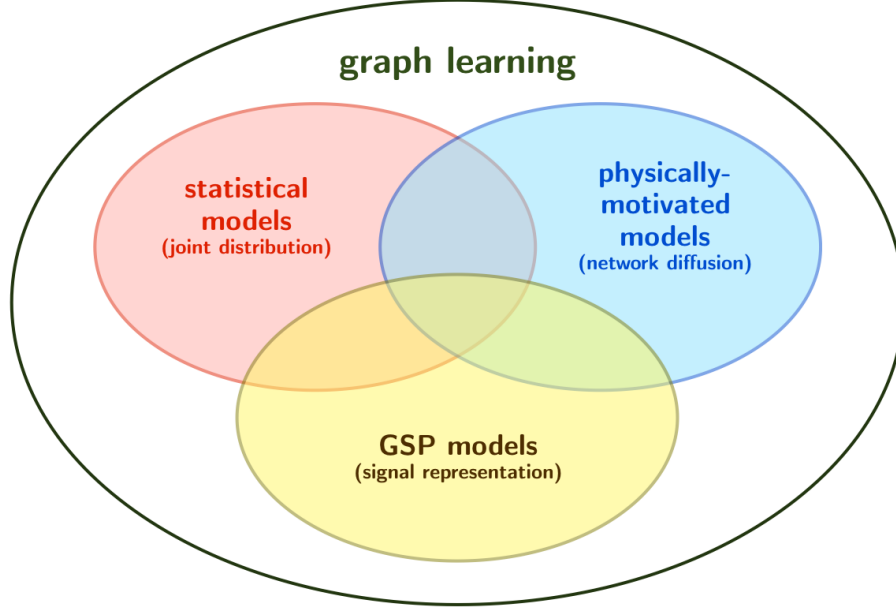 graph learning
statistical
models
(joint distribution)
physically-
motivated
models
(network diffusion)
GSP models
(signal representation)